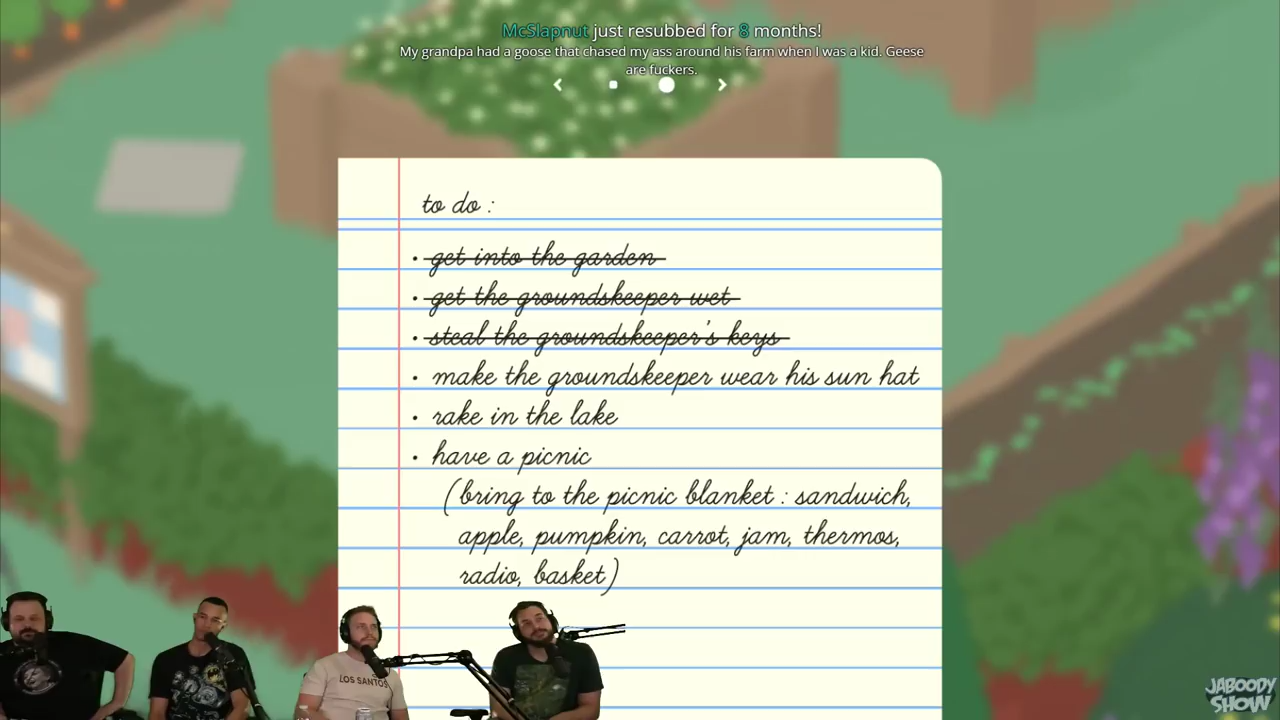 McSlapnut just resubbed for 8 months!
My grandpa had a goose that chased my ass around his farm when I was a kid. Geese
are fuckers.
to do :
• get into the garden
• get the groundskeeper wet
• steal the groundskeeper's keys
• make the groundskeeper wear his sun hat
• rake in the lake
• have a picnic
(bring to the picnic blanket : sandwich,
apple, pumpkin, carrot, jam, thermos,
radio, basket)
LOS SANTOS
JABOODY
SHOW